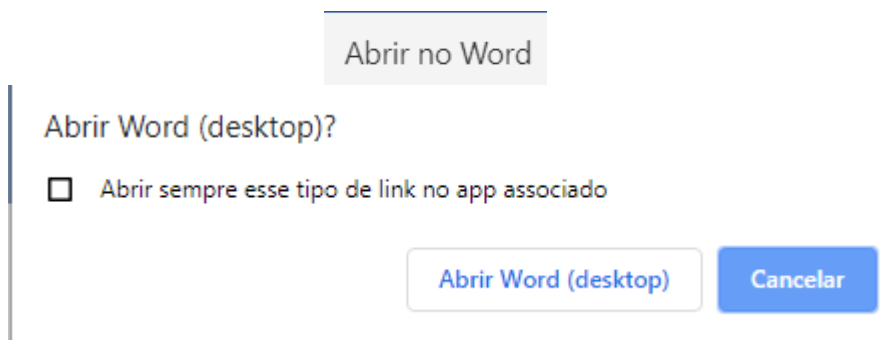 Abrir no Word
Abrir Word (desktop)?
Abrir sempre esse tipo de link no app associado
Abrir Word (desktop)
Cancelar